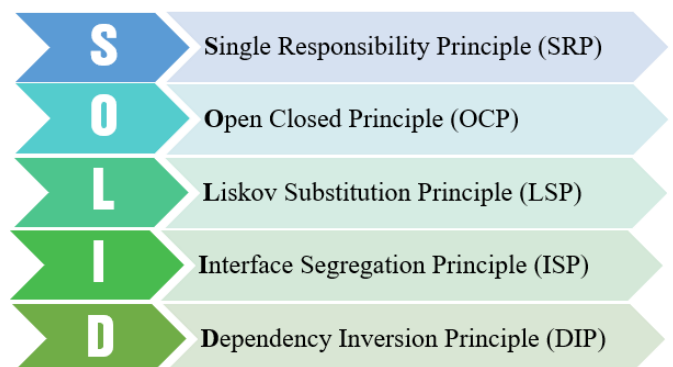 S Single Responsibility Principle (SRP)
O Open Closed Principle (OCP)
L Liskov Substitution Principle (LSP)
I Interface Segregation Principle (ISP)
D Dependency Inversion Principle (DIP)